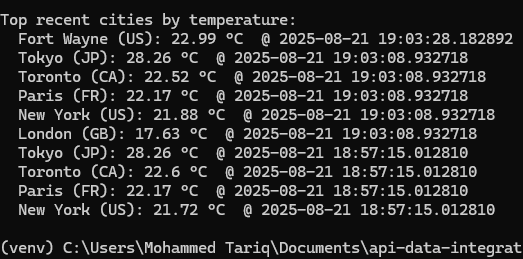 Top recent cities by temperature:
  Fort Wayne (US): 22.99 °C  @ 2025-08-21 19:03:28.182892
  Tokyo (JP): 28.26 °C  @ 2025-08-21 19:03:08.932718
  Toronto (CA): 22.52 °C  @ 2025-08-21 19:03:08.932718
  Paris (FR): 22.17 °C  @ 2025-08-21 19:03:08.932718
  New York (US): 21.88 °C  @ 2025-08-21 19:03:08.932718
  London (GB): 17.63 °C  @ 2025-08-21 19:03:08.932718
  Tokyo (JP): 28.26 °C  @ 2025-08-21 18:57:15.012810
  Toronto (CA): 22.6 °C  @ 2025-08-21 18:57:15.012810
  Paris (FR): 22.17 °C  @ 2025-08-21 18:57:15.012810
  New York (US): 21.72 °C  @ 2025-08-21 18:57:15.012810
(venv) C:\Users\Mohammed Tariq\Documents\api-data-integrat